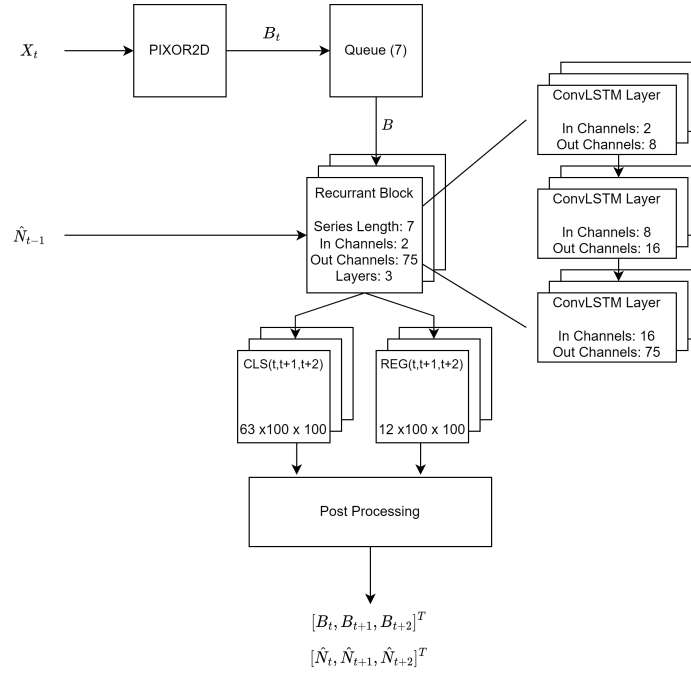 X_t
PIXOR2D
B_t
Queue (7)
B
N̂_{t-1}
Recurrant Block
Series Length: 7
In Channels: 2
Out Channels: 75
Layers: 3
ConvLSTM Layer
In Channels: 2
Out Channels: 8
ConvLSTM Layer
In Channels: 8
Out Channels: 16
ConvLSTM Layer
In Channels: 16
Out Channels: 75
CLS(t,t+1,t+2)
63 x100 x 100
REG(t,t+1,t+2)
12 x100 x 100
Post Processing
[B_t, B_{t+1}, B_{t+2}]^T
[N̂_t, N̂_{t+1}, N̂_{t+2}]^T